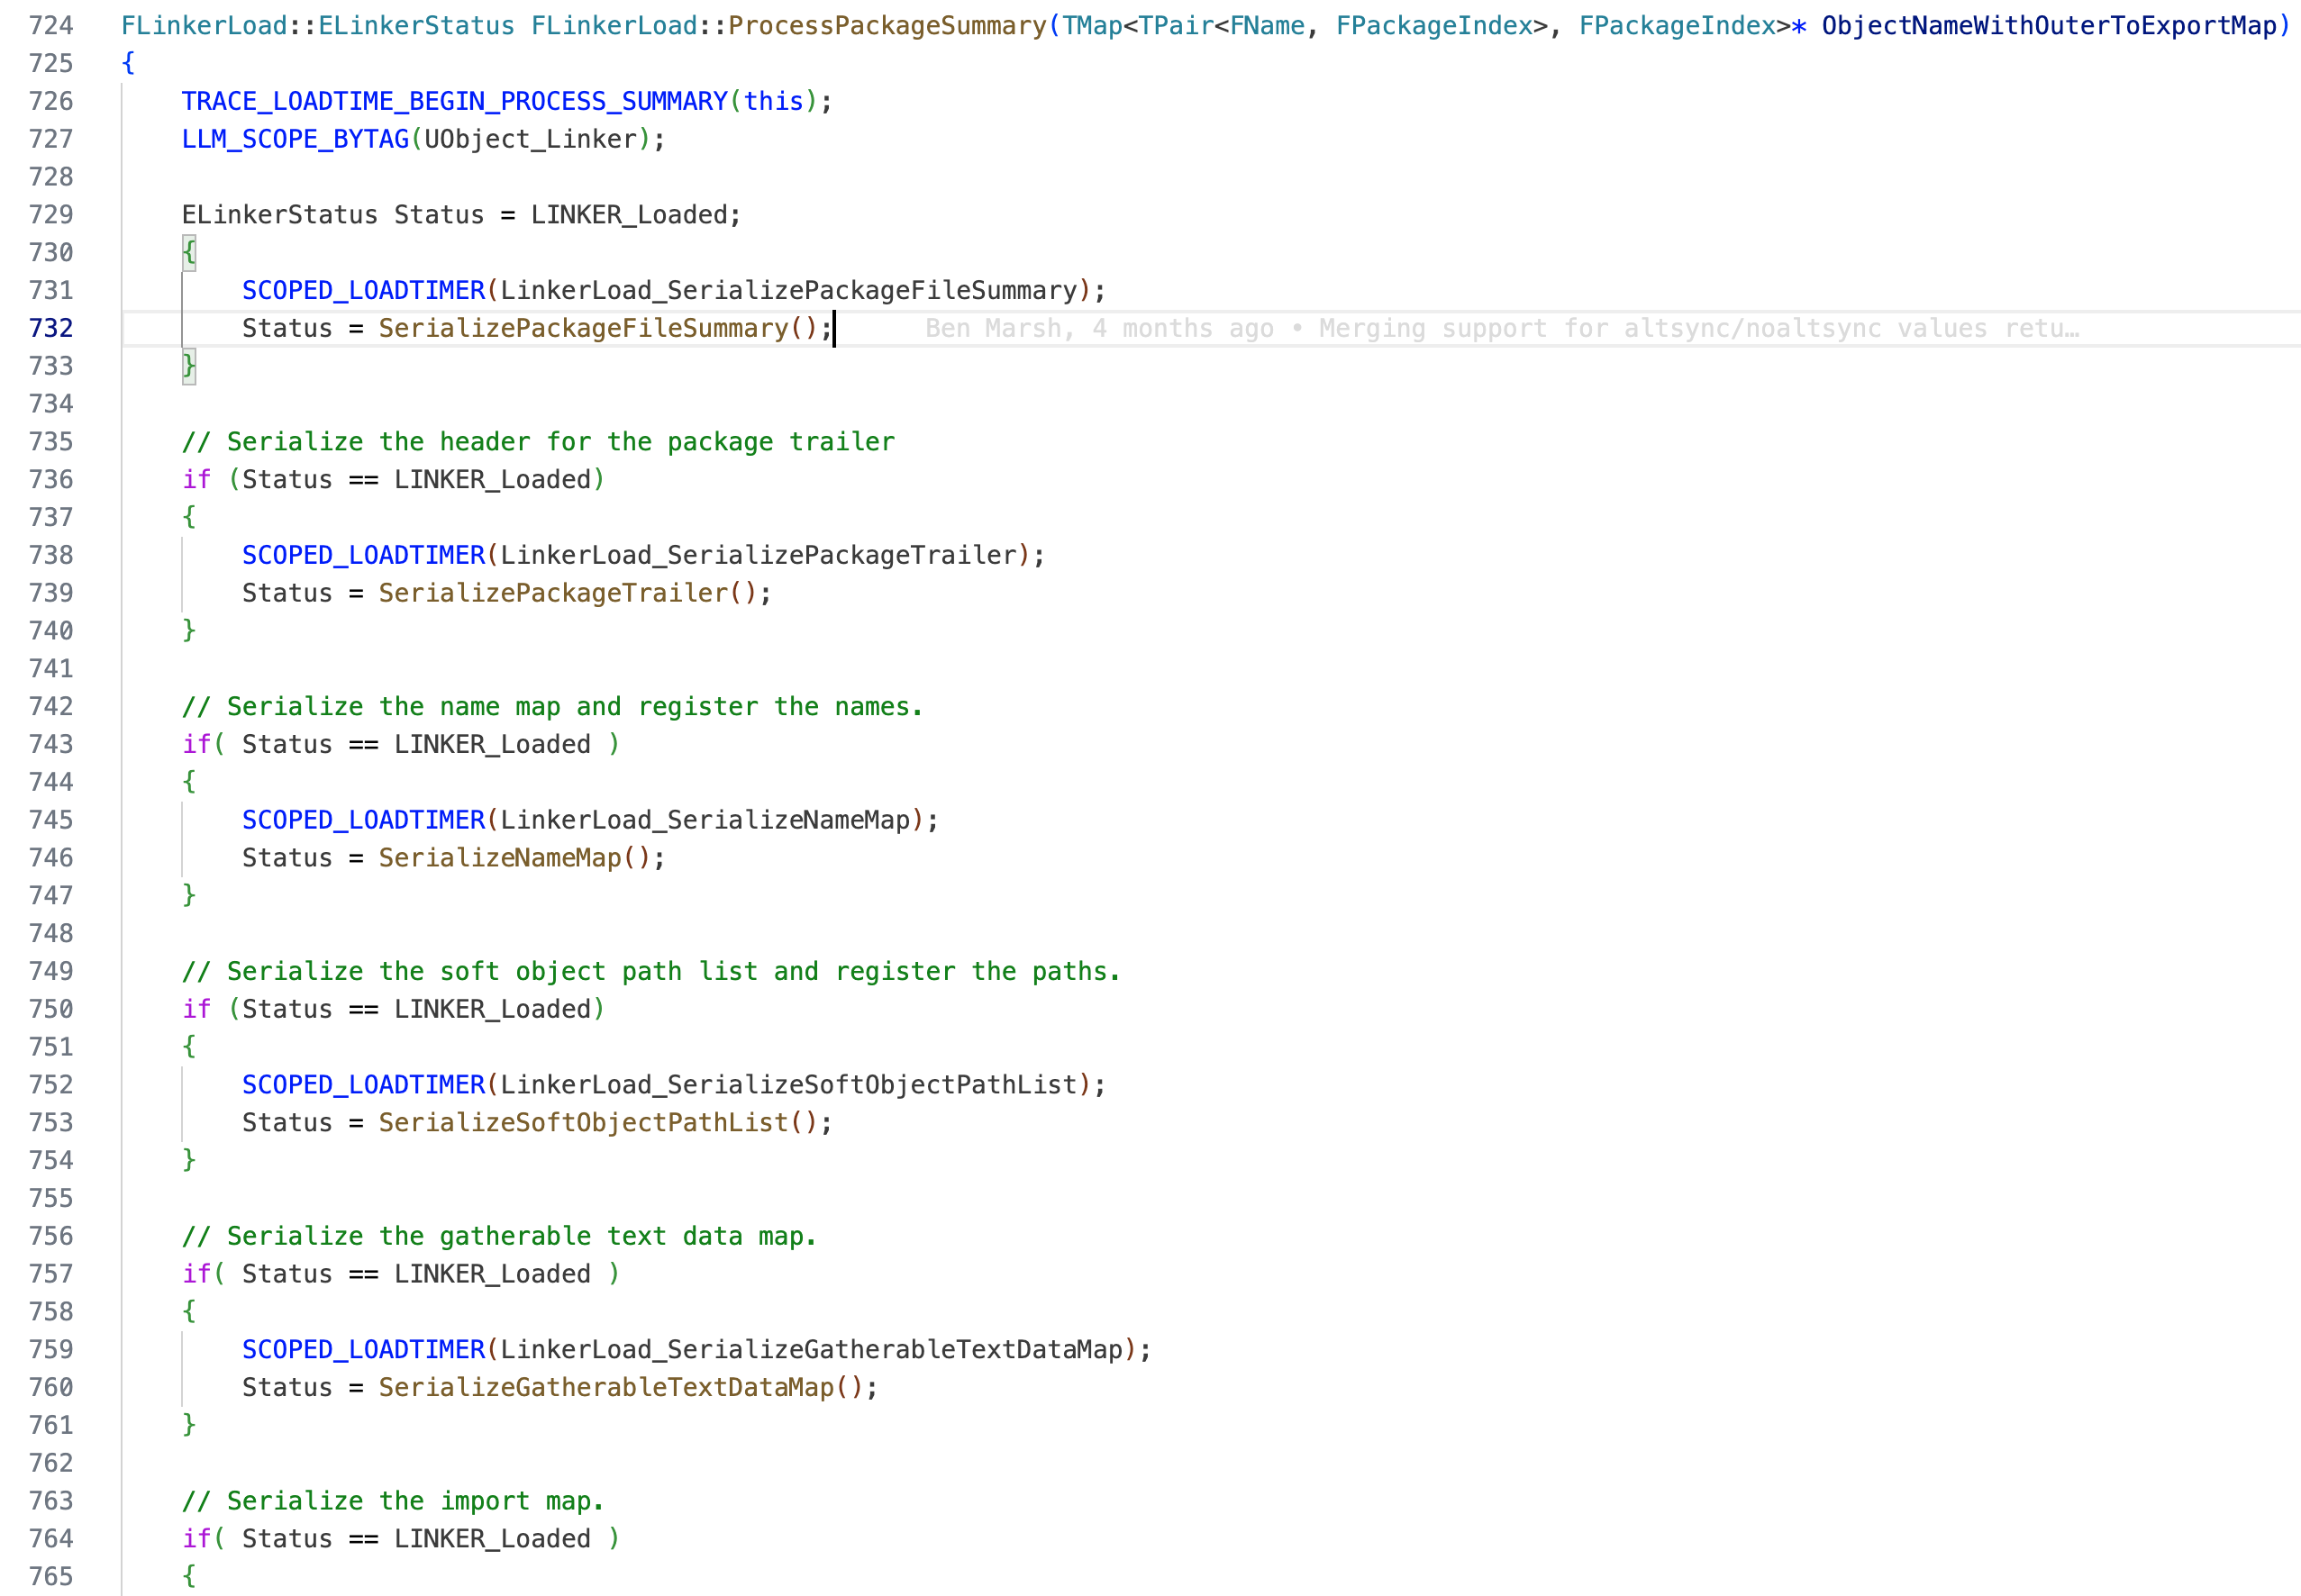 724 FLinkerLoad::ELinkerStatus FLinkerLoad::ProcessPackageSummary(TMap<TPair<FName, FPackageIndex>, FPackageIndex>* ObjectNameWithOuterToExportMap)
725 {
726     TRACE_LOADTIME_BEGIN_PROCESS_SUMMARY(this);
727     LLM_SCOPE_BYTAG(UObject_Linker);
728
729     ELinkerStatus Status = LINKER_Loaded;
730     {
731         SCOPED_LOADTIMER(LinkerLoad_SerializePackageFileSummary);
732         Status = SerializePackageFileSummary();      Ben Marsh, 4 months ago • Merging support for altsync/noaltsync values retu…
733     }
734
735     // Serialize the header for the package trailer
736     if (Status == LINKER_Loaded)
737     {
738         SCOPED_LOADTIMER(LinkerLoad_SerializePackageTrailer);
739         Status = SerializePackageTrailer();
740     }
741
742     // Serialize the name map and register the names.
743     if( Status == LINKER_Loaded )
744     {
745         SCOPED_LOADTIMER(LinkerLoad_SerializeNameMap);
746         Status = SerializeNameMap();
747     }
748
749     // Serialize the soft object path list and register the paths.
750     if (Status == LINKER_Loaded)
751     {
752         SCOPED_LOADTIMER(LinkerLoad_SerializeSoftObjectPathList);
753         Status = SerializeSoftObjectPathList();
754     }
755
756     // Serialize the gatherable text data map.
757     if( Status == LINKER_Loaded )
758     {
759         SCOPED_LOADTIMER(LinkerLoad_SerializeGatherableTextDataMap);
760         Status = SerializeGatherableTextDataMap();
761     }
762
763     // Serialize the import map.
764     if( Status == LINKER_Loaded )
765     {